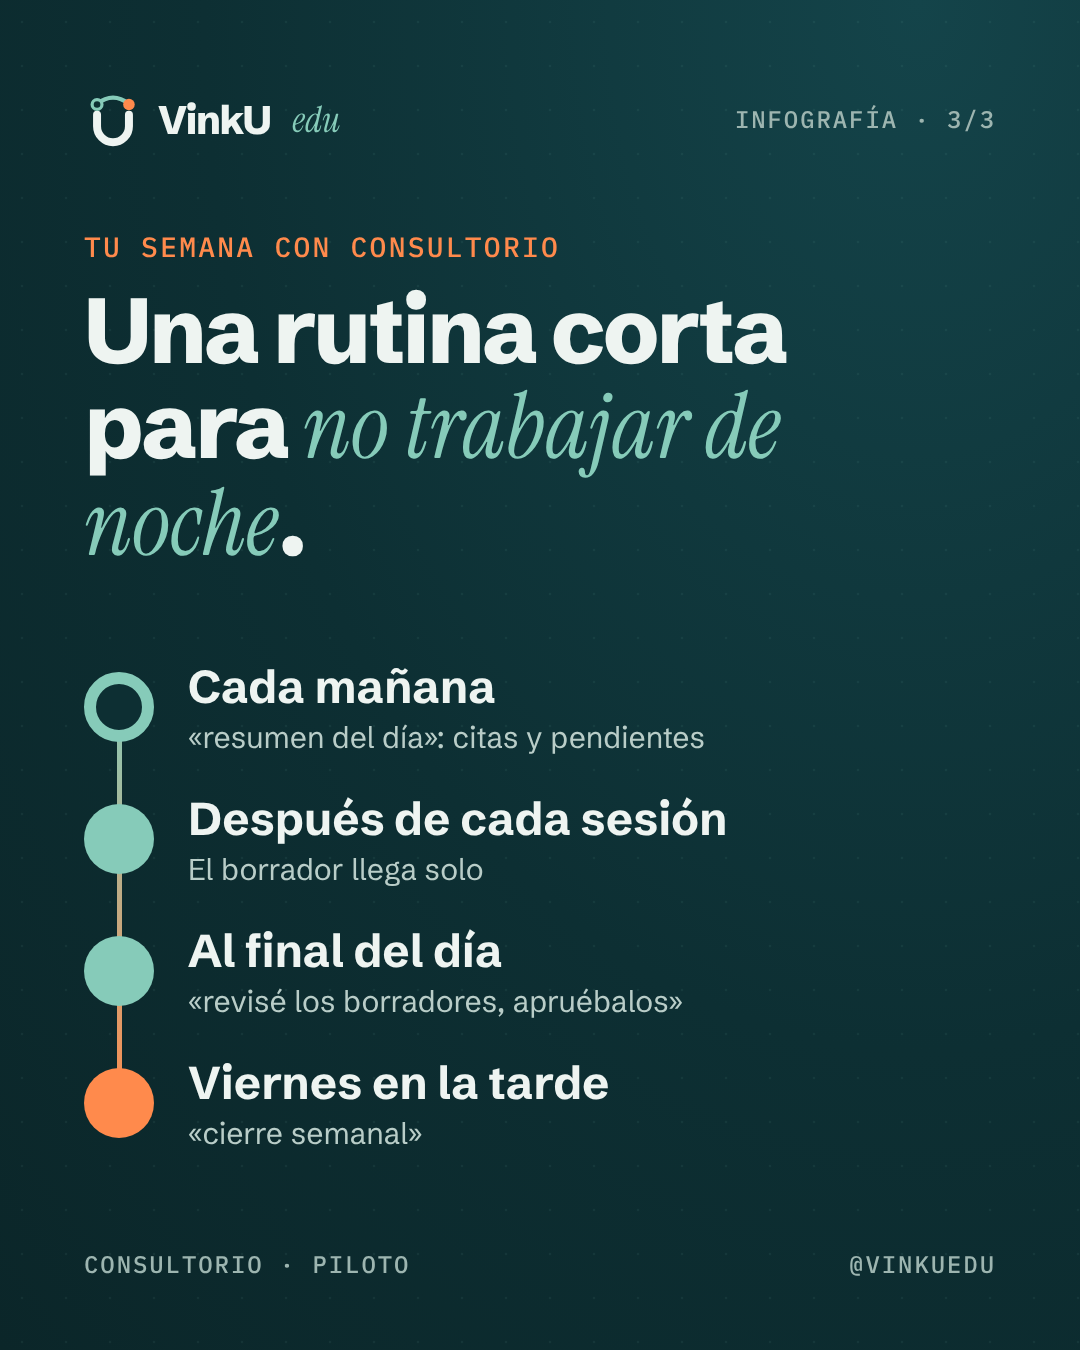 VinkU edu
INFOGRAFÍA · 3/3
TU SEMANA CON CONSULTORIO
Una rutina corta
para no trabajar de
noche.
Cada mañana
«resumen del día»: citas y pendientes
Después de cada sesión
El borrador llega solo
Al final del día
«revisé los borradores, apruébalos»
Viernes en la tarde
«cierre semanal»
CONSULTORIO · PILOTO
@VINKUEDU